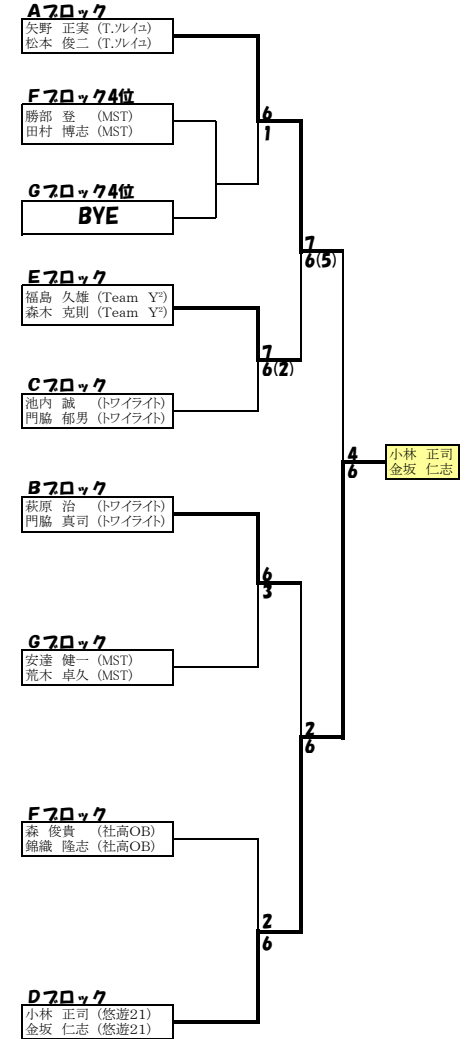 Aブロック
矢野 正実 (T.ソレイユ)
松本 俊二 (T.ソレイユ)
Fブロック4位
勝部 登 (MST)
田村 博志 (MST)
6
1
Gブロック4位
BYE
7
6(5)
Eブロック
福島 久雄 (Team Y²)
森木 克則 (Team Y²)
7
6(2)
Cブロック
池内 誠 (トワイライト)
門脇 郁男 (トワイライト)
4
6
小林 正司
金坂 仁志
Bブロック
萩原 治 (トワイライト)
門脇 真司 (トワイライト)
6
3
Gブロック
安達 健一 (MST)
荒木 卓久 (MST)
2
6
Fブロック
森 俊貴 (社高OB)
錦織 隆志 (社高OB)
2
6
Dブロック
小林 正司 (悠遊21)
金坂 仁志 (悠遊21)